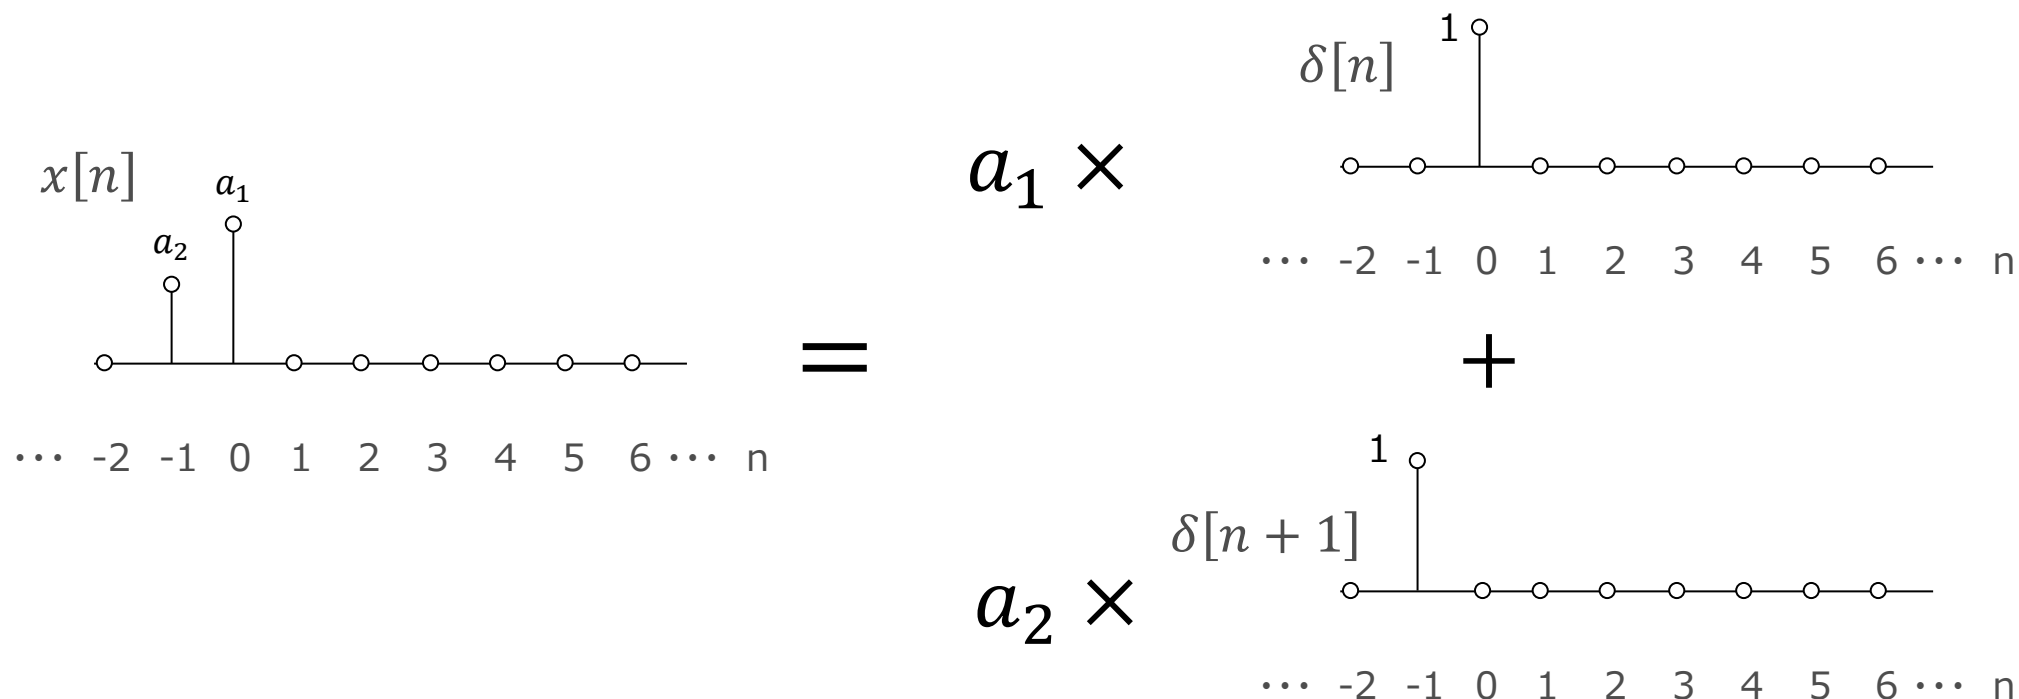 x[n]
a₁
a₂
⋯ -2 -1 0 1 2 3 4 5 6 ⋯ n
=
a₁ ×
δ[n]
1
⋯ -2 -1 0 1 2 3 4 5 6 ⋯ n
+
a₂ ×
δ[n + 1]
1
⋯ -2 -1 0 1 2 3 4 5 6 ⋯ n